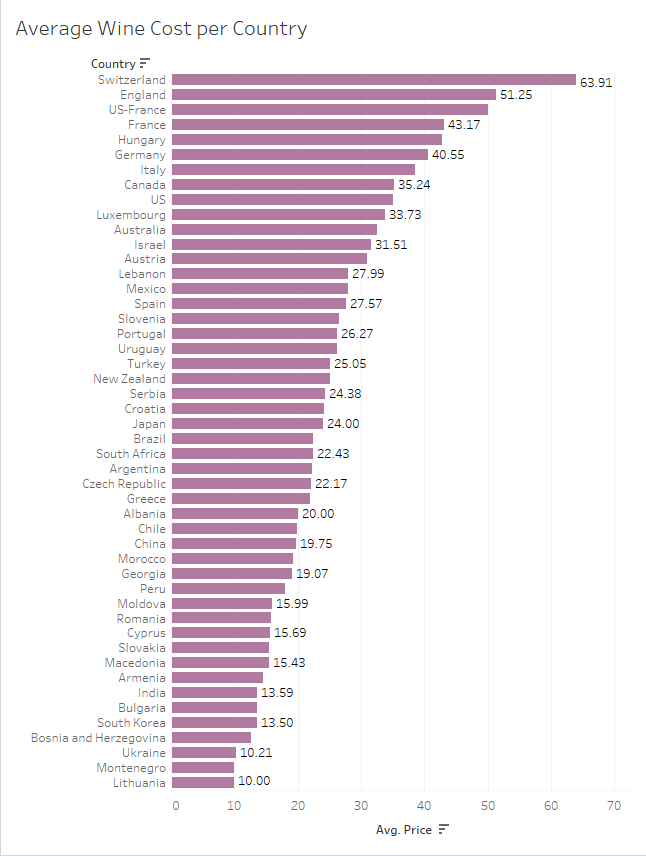 Average Wine Cost per Country
Country
Switzerland 63.91
England 51.25
US-France
France 43.17
Hungary
Germany 40.55
Italy
Canada 35.24
US
Luxembourg 33.73
Australia
Israel 31.51
Austria
Lebanon 27.99
Mexico
Spain 27.57
Slovenia
Portugal 26.27
Uruguay
Turkey 25.05
New Zealand
Serbia 24.38
Croatia
Japan 24.00
Brazil
South Africa 22.43
Argentina
Czech Republic 22.17
Greece
Albania 20.00
Chile
China 19.75
Morocco
Georgia 19.07
Peru
Moldova 15.99
Romania
Cyprus 15.69
Slovakia
Macedonia 15.43
Armenia
India 13.59
Bulgaria
South Korea 13.50
Bosnia and Herzegovina
Ukraine 10.21
Montenegro
Lithuania 10.00
0 10 20 30 40 50 60 70
Avg. Price